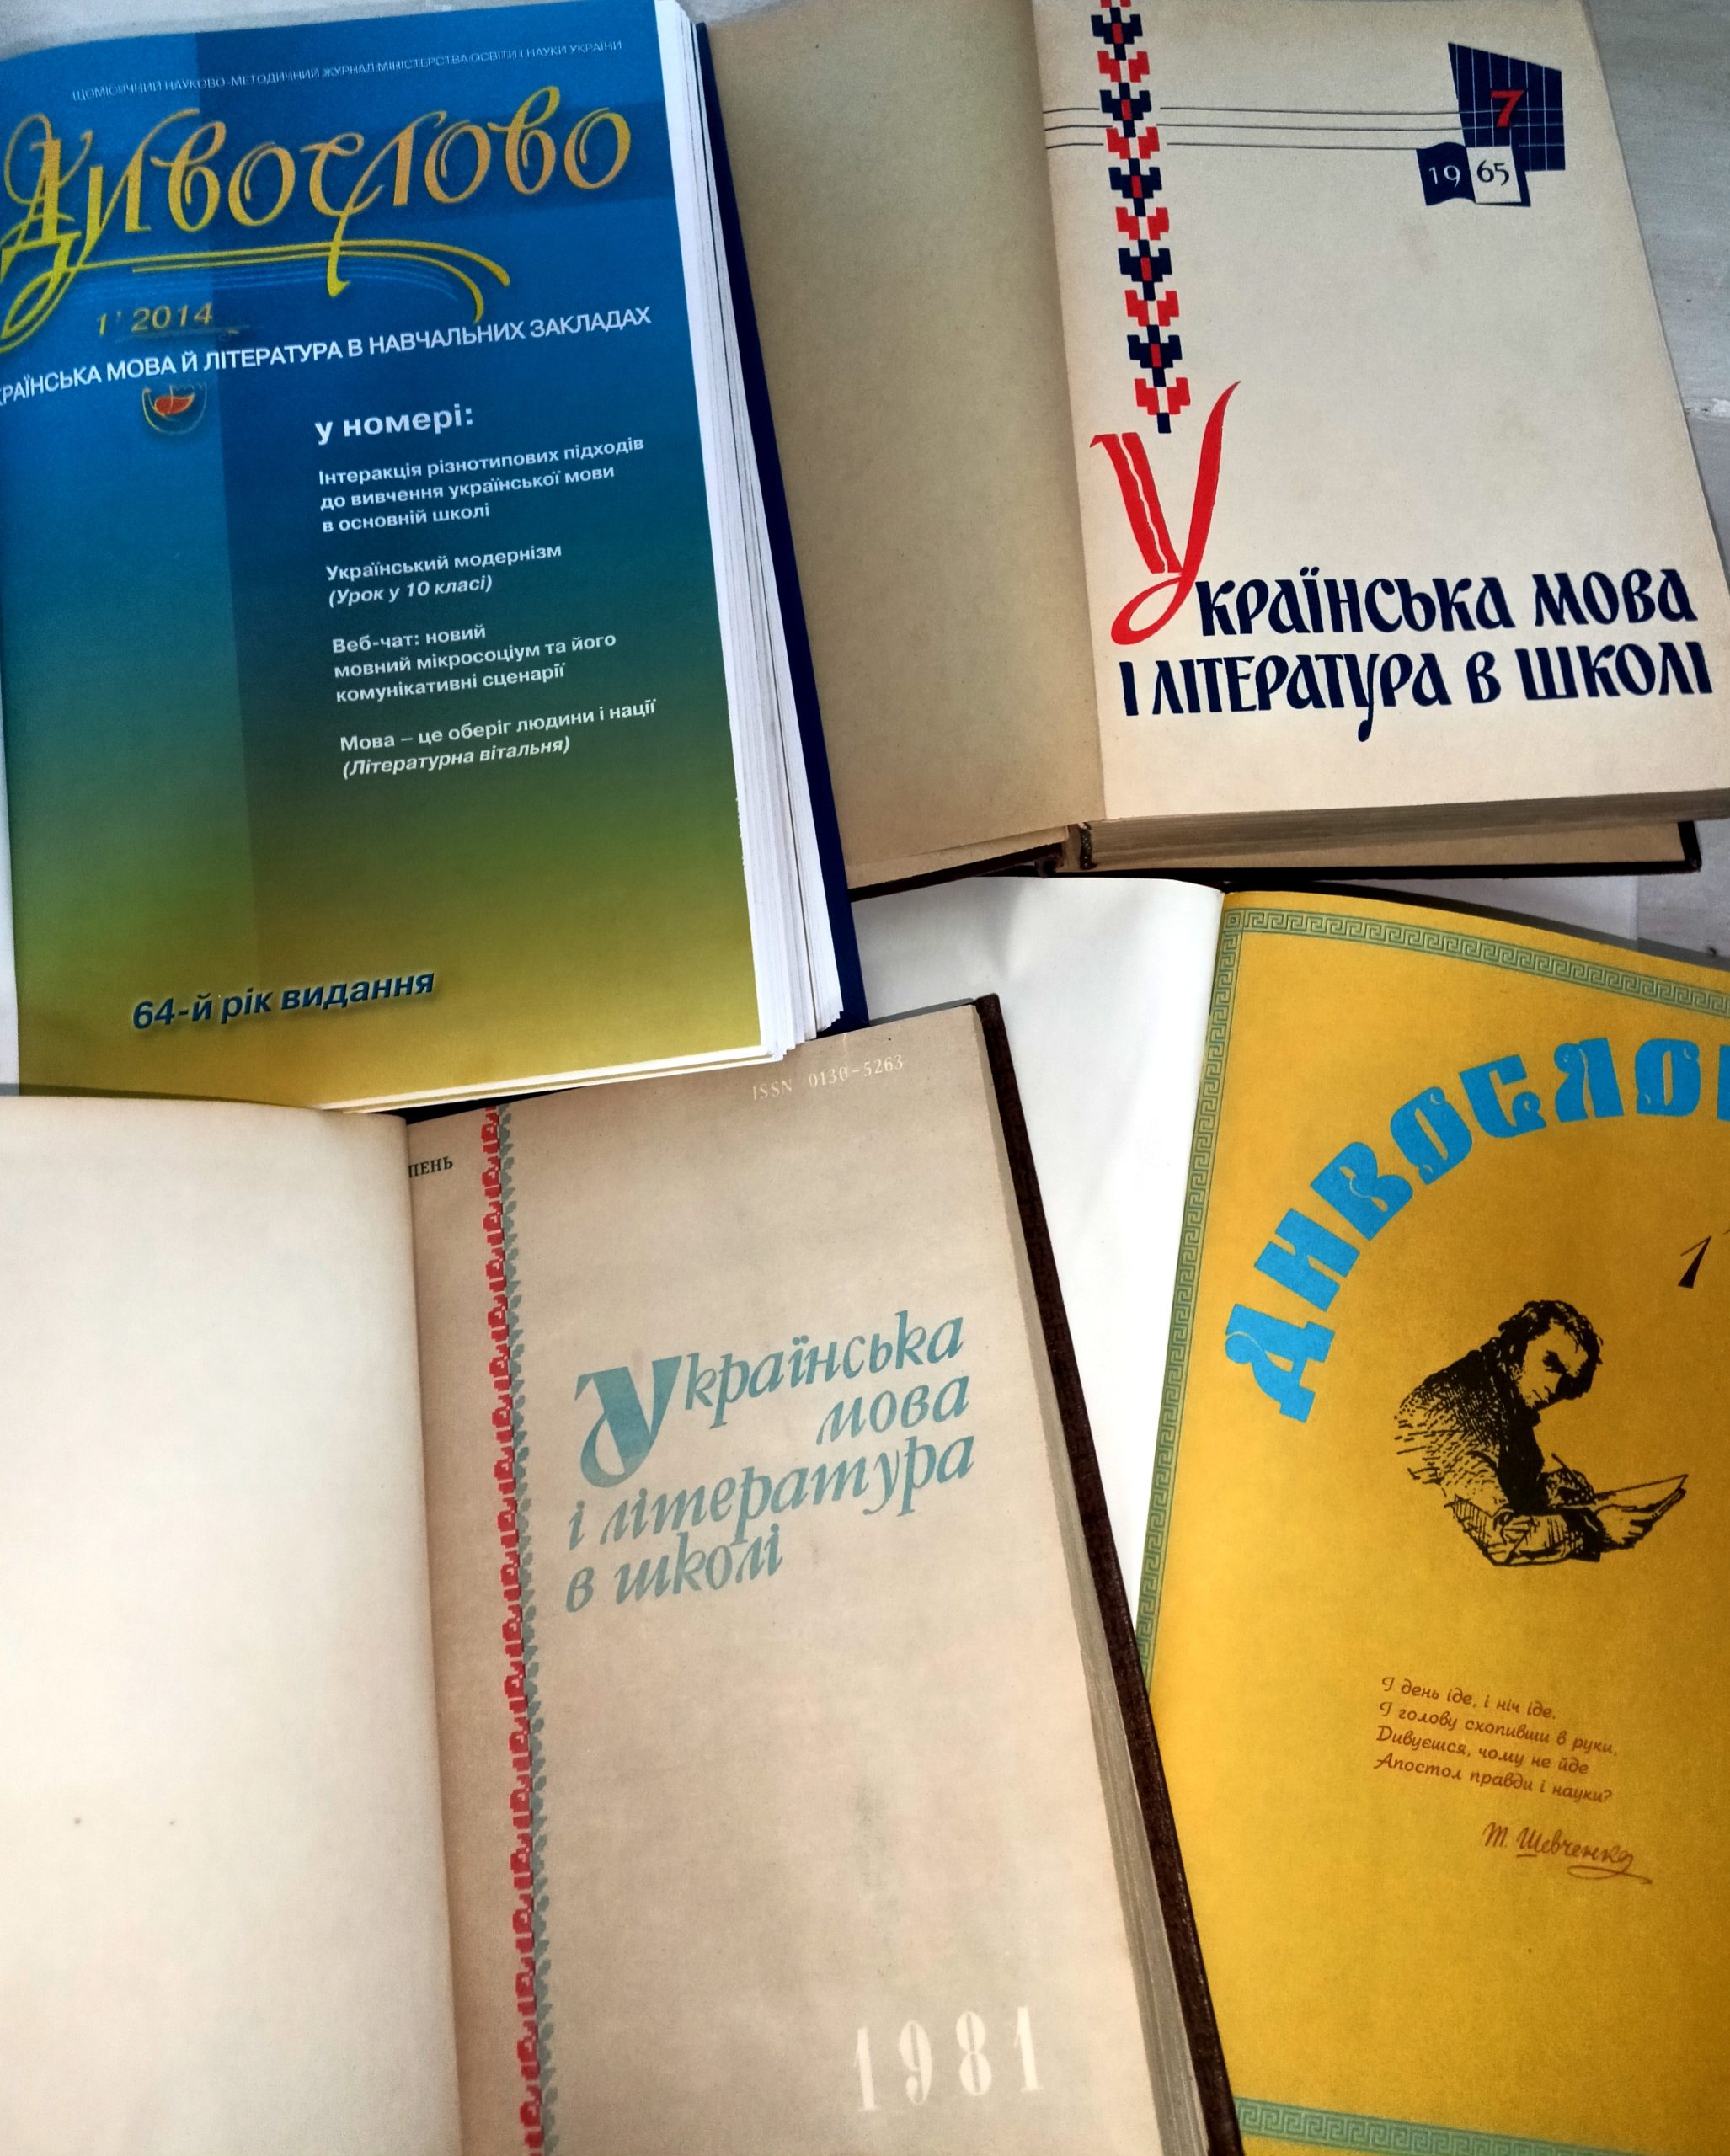 ЩОМІСЯЧНИЙ НАУКОВО-МЕТОДИЧНИЙ ЖУРНАЛ МІНІСТЕРСТВА ОСВІТИ І НАУКИ УКРАЇНИ
Дивослово
1' 2014
КРАЇНСЬКА МОВА Й ЛІТЕРАТУРА В НАВЧАЛЬНИХ ЗАКЛАДАХ
у номері:
Інтеракція різнотипових підходів
до вивчення української мови
в основній школі
Український модернізм
(Урок у 10 класі)
Веб-чат: новий
мовний мікросоціум та його
комунікативні сценарії
Мова – це оберіг людини і нації
(Літературна вітальня)
64-й рік видання
7
1965
Українська мова
і література в школі
ISSN 0130-5263
ПЕНЬ
Українська
мова
і література
в школі
1981
ДИВОСЛО
1'
І день іде, і ніч іде.
І голову схопивши в руки,
Дивуєшся, чому не йде
Апостол правди і науки?
Т. Шевченко